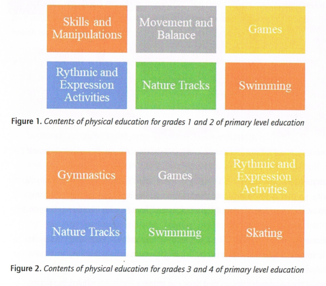 Skills and
Manipulations
Movement and
Balance
Games
Rythmic and
Expression
Activities
Nature Tracks
Swimming
Figure 1. Contents of physical education for grades 1 and 2 of primary level education
Gymnastics
Games
Rythmic and
Expression
Activities
Nature Tracks
Swimming
Skating
Figure 2. Contents of physical education for grades 3 and 4 of primary level education